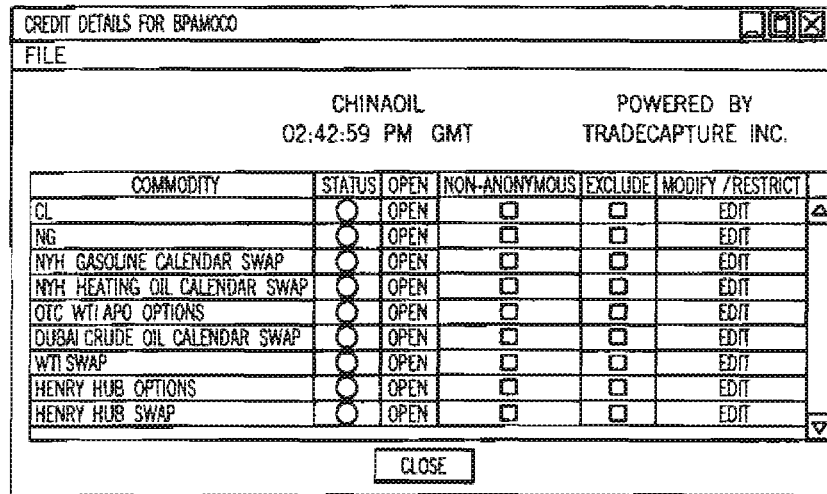 CREDIT DETAILS FOR BPAMOCO
FILE
CHINAOIL POWERED BY
02:42:59 PM GMT TRADECAPTURE INC.
COMMODITY STATUS OPEN NON-ANONYMOUS EXCLUDE MODIFY/RESTRICT
CL OPEN EDIT
NG OPEN EDIT
NYH GASOLINE CALENDAR SWAP OPEN EDIT
NYH HEATING OIL CALENDAR SWAP OPEN EDIT
OTC WTI APO OPTIONS OPEN EDIT
DUBAI CRUDE OIL CALENDAR SWAP OPEN EDIT
WTI SWAP OPEN EDIT
HENRY HUB OPTIONS OPEN EDIT
HENRY HUB SWAP OPEN EDIT
CLOSE